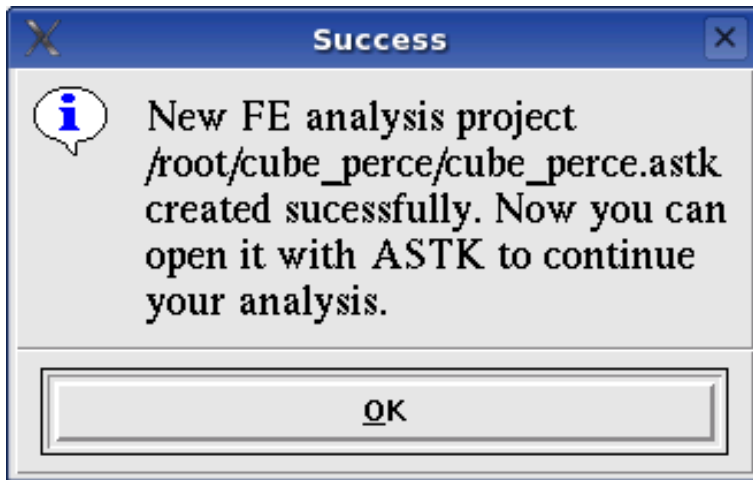 Success
New FE analysis project
/root/cube_perce/cube_perce.astk
created sucessfully. Now you can
open it with ASTK to continue
your analysis.
OK